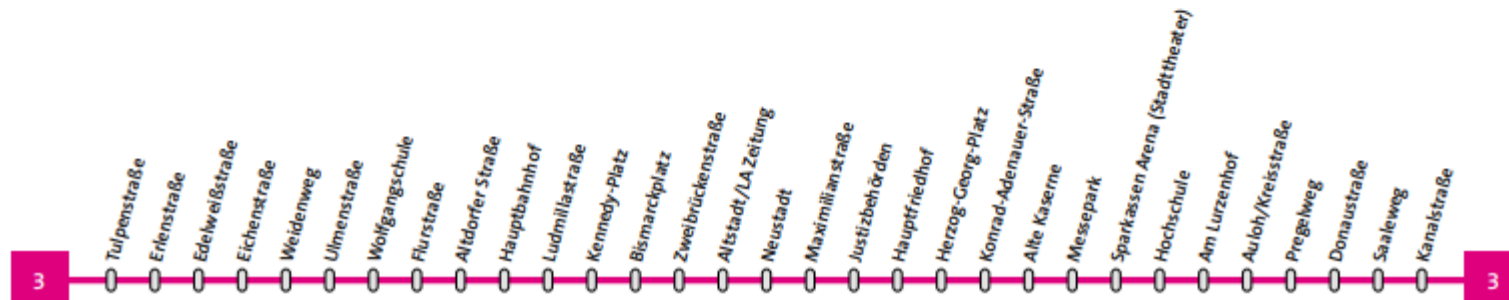 3
Tulpenstraße
Erlenstraße
Edelweißstraße
Eichenstraße
Weidenweg
Ulmenstraße
Wolfgangschule
Flurstraße
Altdorfer Straße
Hauptbahnhof
Ludmillastraße
Kennedy-Platz
Bismarckplatz
Zweibrückenstraße
Altstadt/LA Zeitung
Neustadt
Maximilianstraße
Justizbehörden
Hauptfriedhof
Herzog-Georg-Platz
Konrad-Adenauer-Straße
Alte Kaserne
Messepark
Sparkassen Arena (Stadttheater)
Hochschule
Am Lurzenhof
Auloh/Kreisstraße
Pregelweg
Donaustraße
Saaleweg
Kanalstraße
3